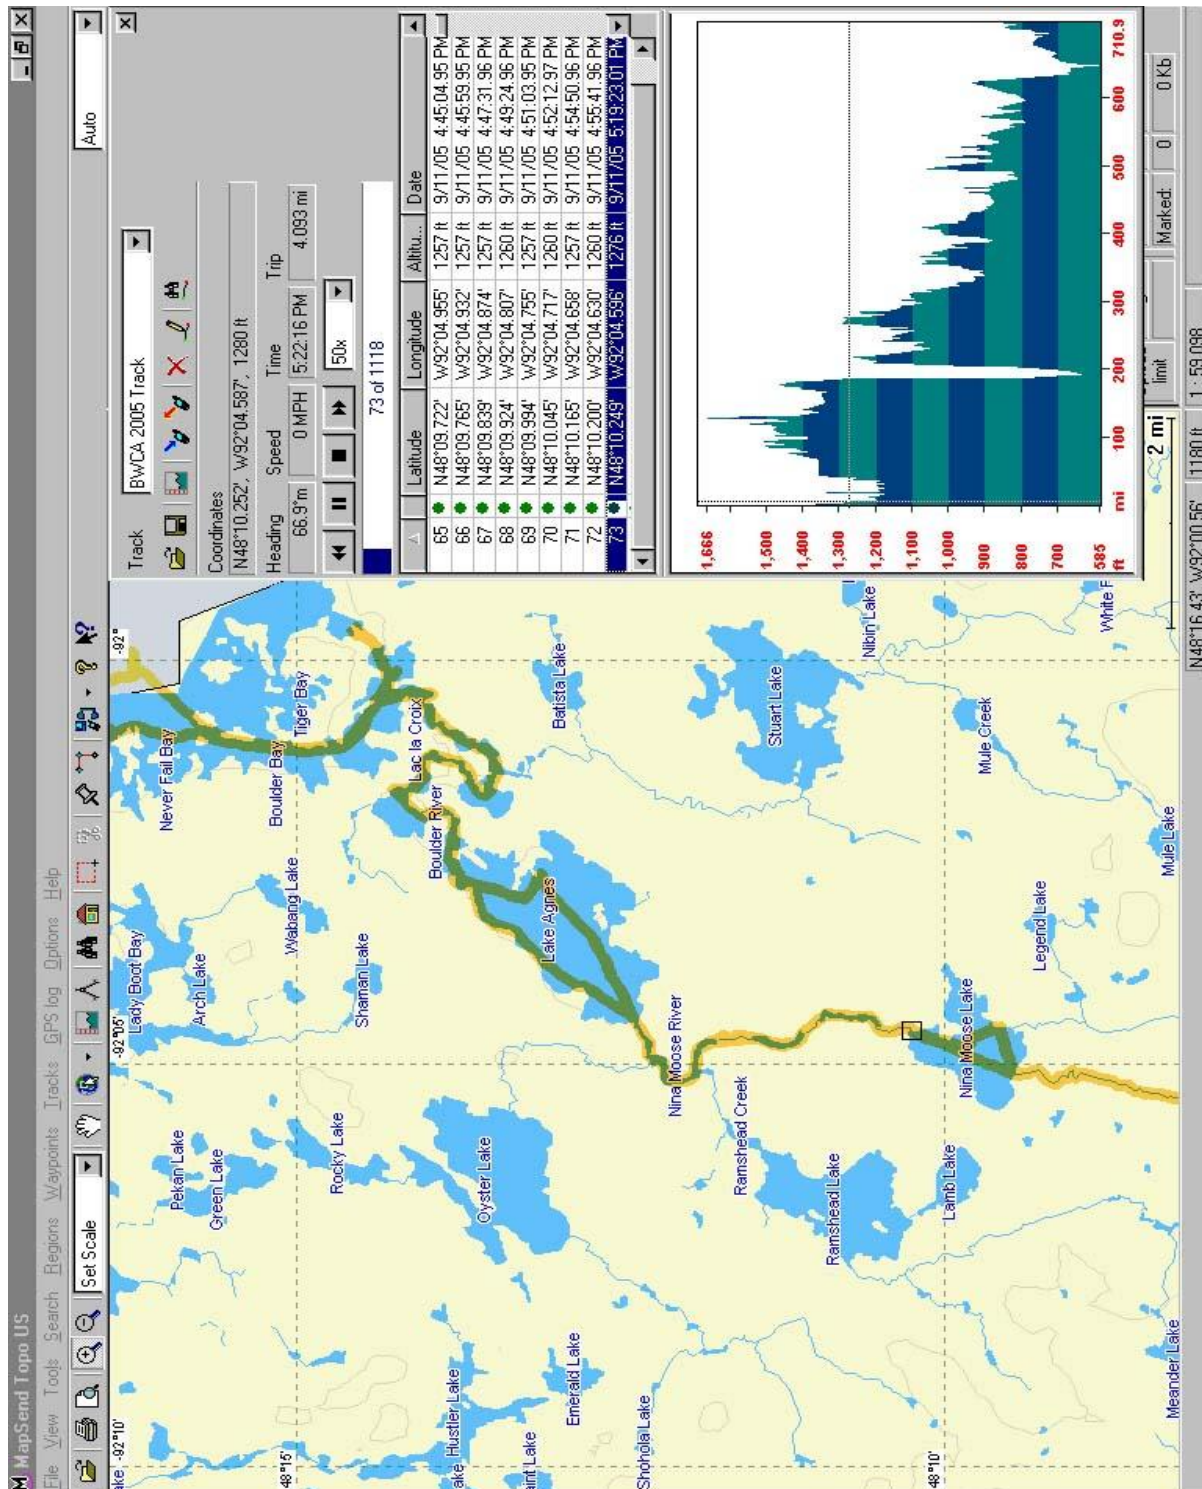 MapSend Topo US
File View Tools Search Regions Waypoints Tracks GPS log Options Help
Set Scale
Auto
-92°10'
-92°05'
-92°
48°15'
48°10'
Pekan Lake
Green Lake
Rocky Lake
Lady Boot Bay
Arch Lake
Wabang Lake
Shaman Lake
Never Fail Bay
Boulder Bay
Tiger Bay
Lac la Croix
Boulder River
Lake Agnes
Batista Lake
Oyster Lake
Hustler Lake
Emerald Lake
Shohola Lake
Nina Moose River
Ramshead Creek
Ramshead Lake
Lamb Lake
Nina Moose Lake
Legend Lake
Stuart Lake
Nibin Lake
Mule Creek
Mule Lake
Meander Lake
White
2 mi
Track
BWCA 2005 Track
Coordinates
N48°10.252', W92°04.587', 1280 ft
Heading Speed Time Trip
66.9°m 0 MPH 5:22:16 PM 4.093 mi
50x
73 of 1118
Latitude Longitude Altitu... Date
65 N48°09.722' W92°04.955' 1257 ft 9/11/05 4:45:04.95 PM
66 N48°09.765' W92°04.932' 1257 ft 9/11/05 4:45:59.95 PM
67 N48°09.839' W92°04.874' 1257 ft 9/11/05 4:47:31.96 PM
68 N48°09.924' W92°04.807' 1260 ft 9/11/05 4:49:24.96 PM
69 N48°09.994' W92°04.755' 1257 ft 9/11/05 4:51:03.95 PM
70 N48°10.045' W92°04.717' 1260 ft 9/11/05 4:52:12.97 PM
71 N48°10.165' W92°04.658' 1257 ft 9/11/05 4:54:50.96 PM
72 N48°10.200' W92°04.630' 1260 ft 9/11/05 4:55:41.96 PM
73 N48°10.249' W92°04.596' 1276 ft 9/11/05 5:19:23.01 PM
1,666
1,500
1,400
1,300
1,200
1,100
1,000
900
800
700
585
ft
mi 100 200 300 400 500 600 710.9
limit Marked: 0 0 Kb
N48°16.43' W92°00.56' 1180 ft 1 : 59,098